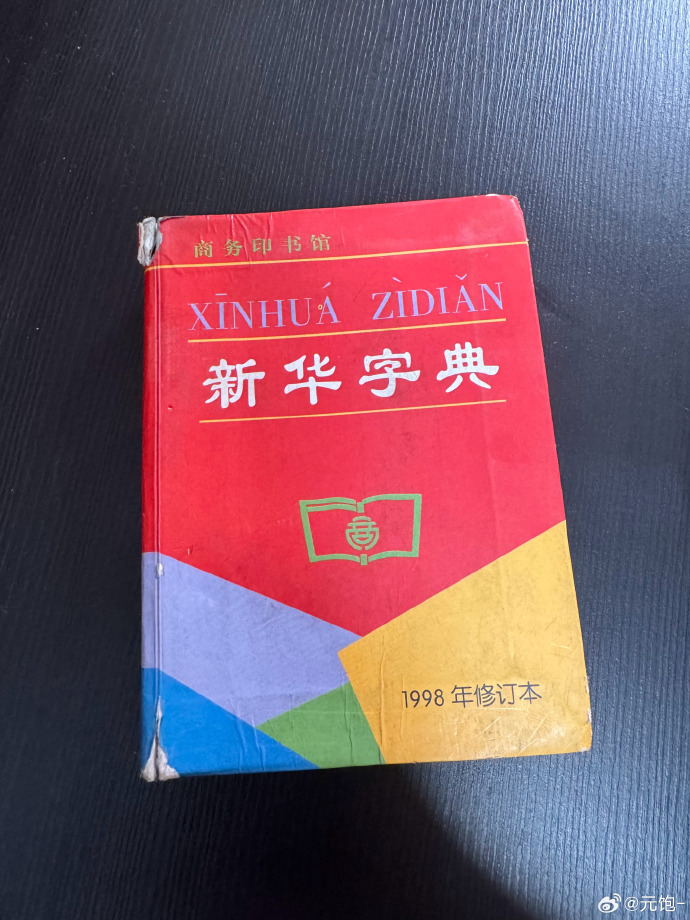 商务印书馆
XĪNHUÁ ZÌDIǍN
新华字典
商
1998年修订本
@元饱-